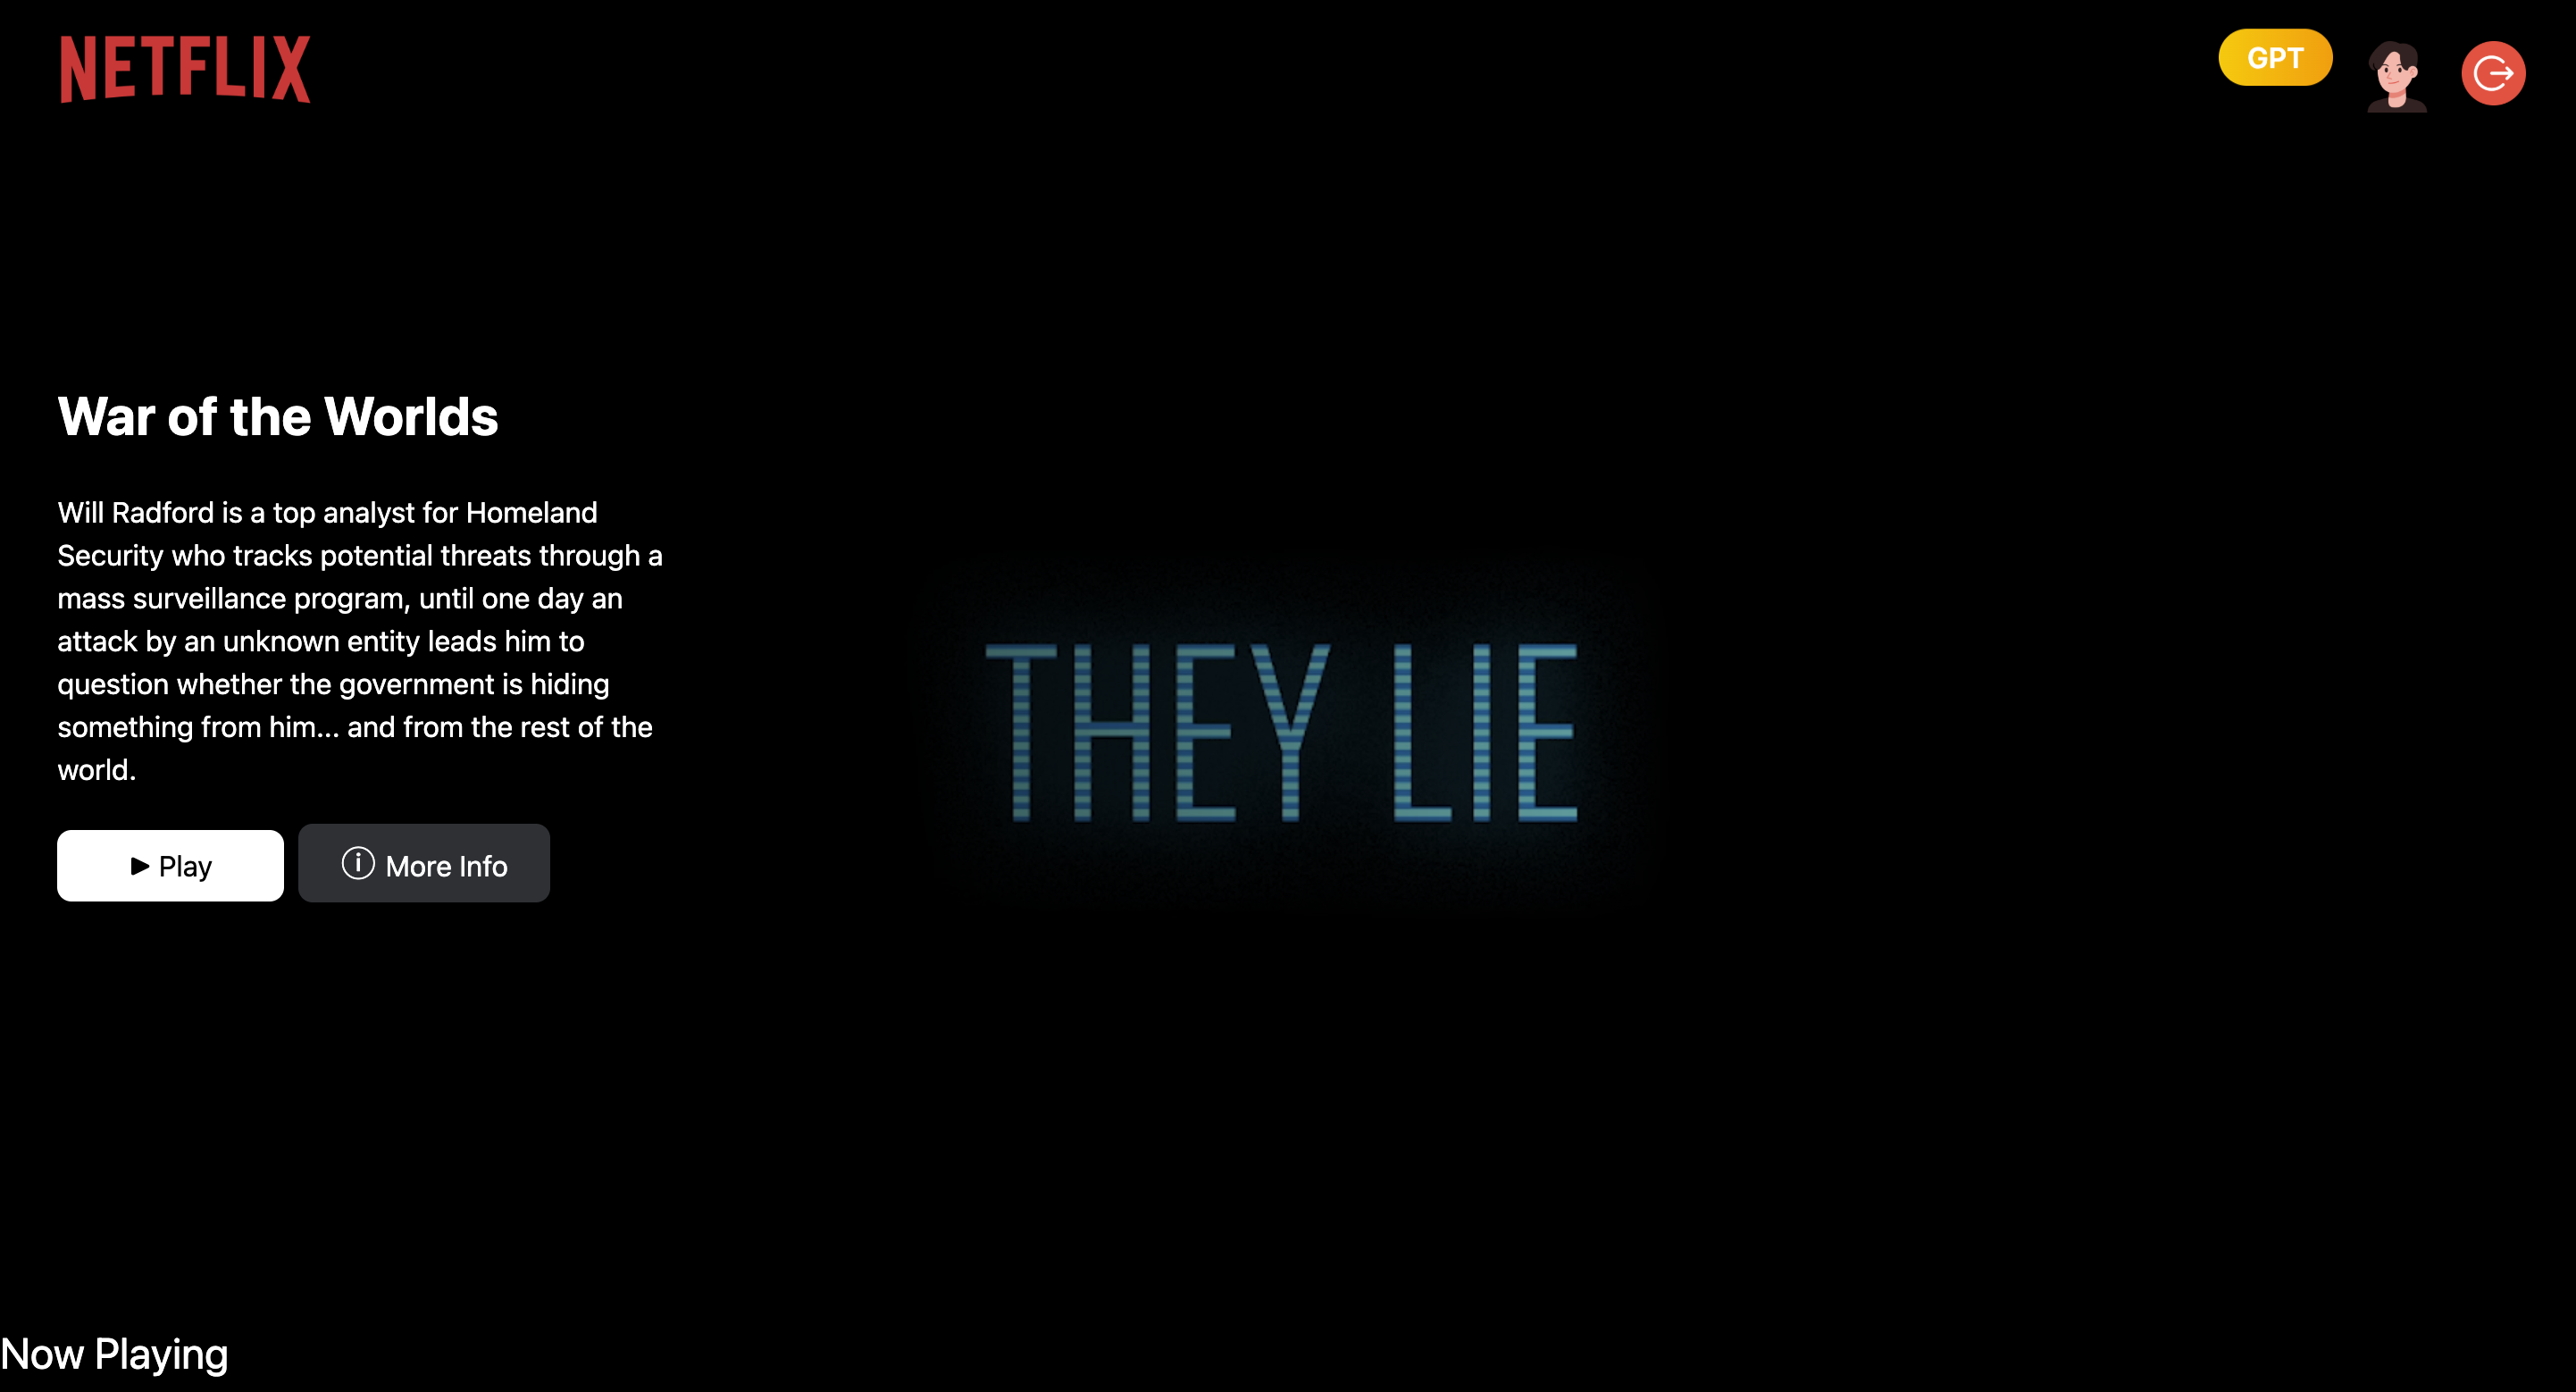 NETFLIX
GPT
War of the Worlds
Will Radford is a top analyst for Homeland
Security who tracks potential threats through a
mass surveillance program, until one day an
attack by an unknown entity leads him to
question whether the government is hiding
something from him... and from the rest of the
world.
THEY LIE
Play
More Info
Now Playing